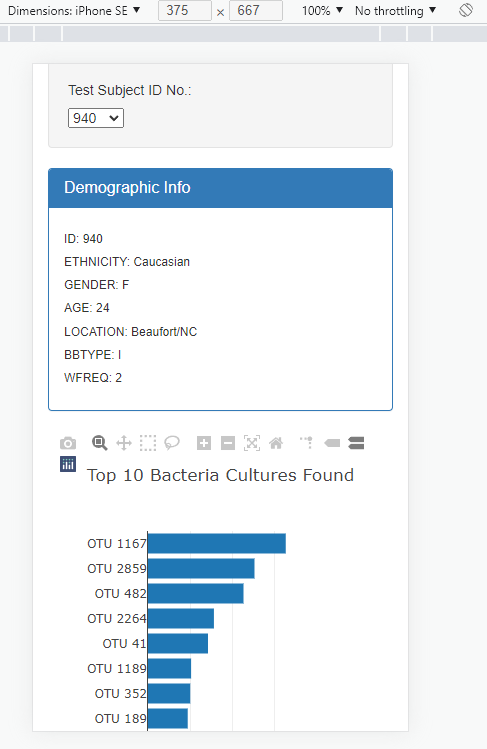 Dimensions: iPhone SE ▼ 375 × 667 100% ▼ No throttling ▼
Test Subject ID No.:
940
Demographic Info
ID: 940
ETHNICITY: Caucasian
GENDER: F
AGE: 24
LOCATION: Beaufort/NC
BBTYPE: I
WFREQ: 2
Top 10 Bacteria Cultures Found
OTU 1167
OTU 2859
OTU 482
OTU 2264
OTU 41
OTU 1189
OTU 352
OTU 189